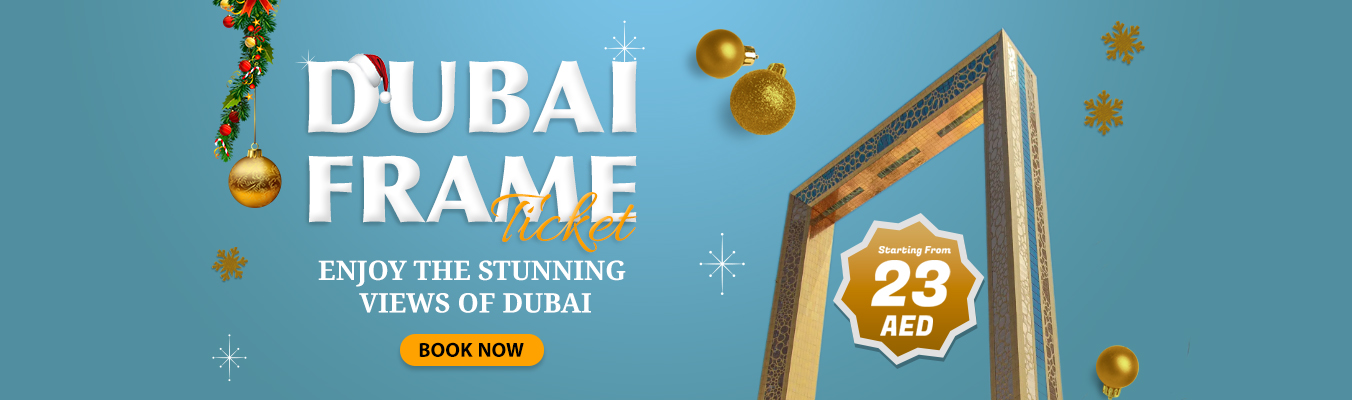 DUBAI
FRAME
Ticket
ENJOY THE STUNNING
VIEWS OF DUBAI
BOOK NOW
Starting From
23
AED